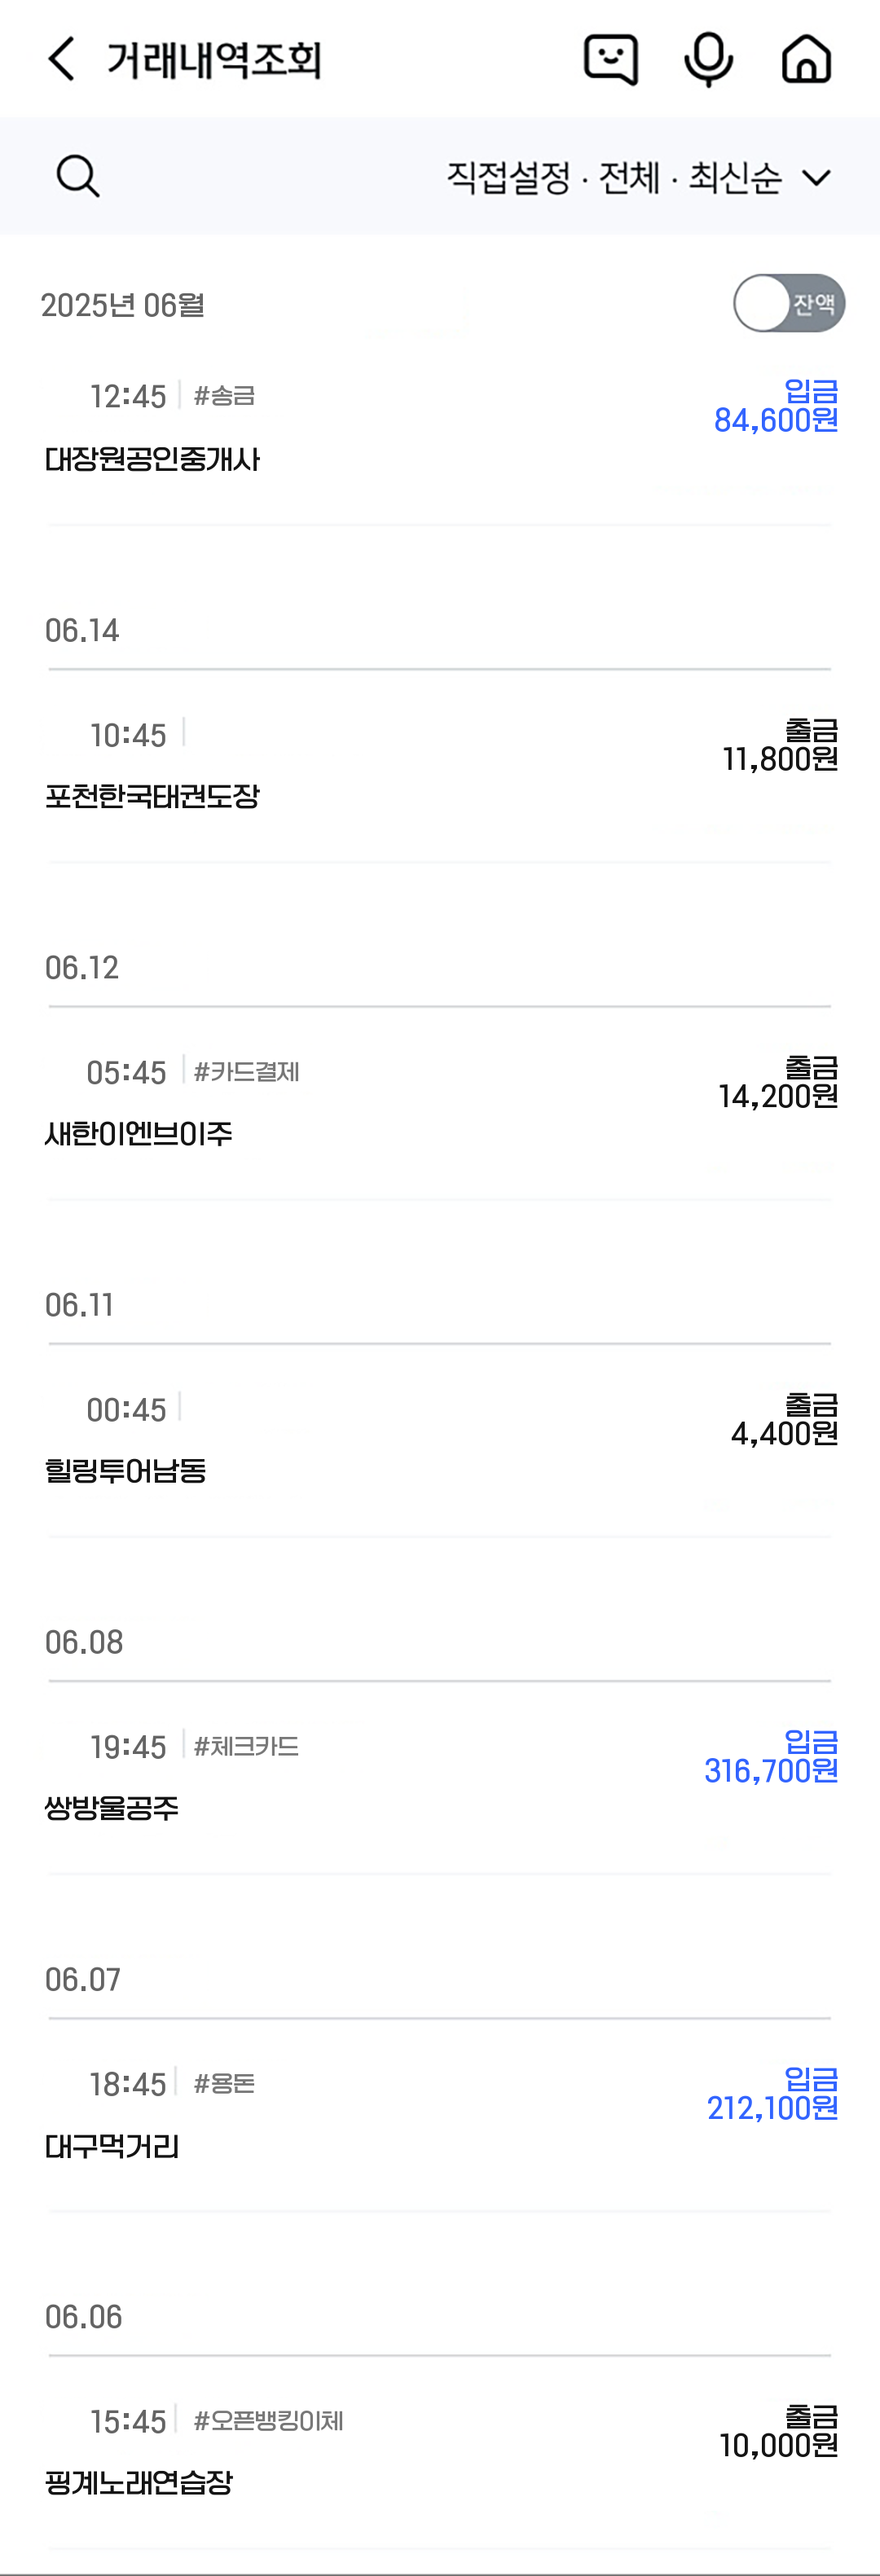 거래내역조회
직접설정 · 전체 · 최신순
2025년 06월
잔액
12:45 #송금
입금
84,600원
대장원공인중개사
06.14
10:45
출금
11,800원
포천한국태권도장
06.12
05:45 #카드결제
출금
14,200원
새한이엔브이주
06.11
00:45
출금
4,400원
힐링투어남동
06.08
19:45 #체크카드
입금
316,700원
쌍방울공주
06.07
18:45 #용돈
입금
212,100원
대구먹거리
06.06
15:45 #오픈뱅킹이체
출금
10,000원
핑계노래연습장